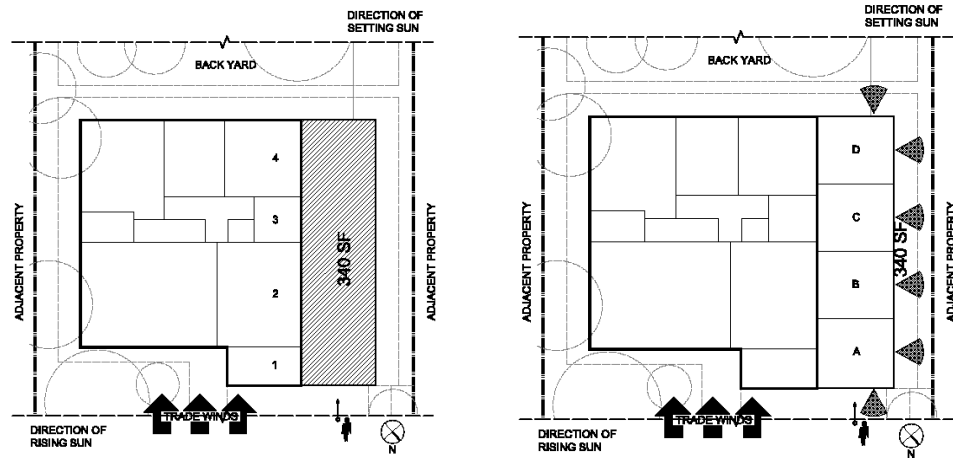 DIRECTION OF
SETTING SUN
BACK YARD
ADJACENT PROPERTY
4
3
2
1
340 SF
ADJACENT PROPERTY
TRADE WINDS
DIRECTION OF
RISING SUN
N
DIRECTION OF
SETTING SUN
BACK YARD
ADJACENT PROPERTY
D
C
B
A
340 SF
ADJACENT PROPERTY
TRADE WINDS
DIRECTION OF
RISING SUN
N